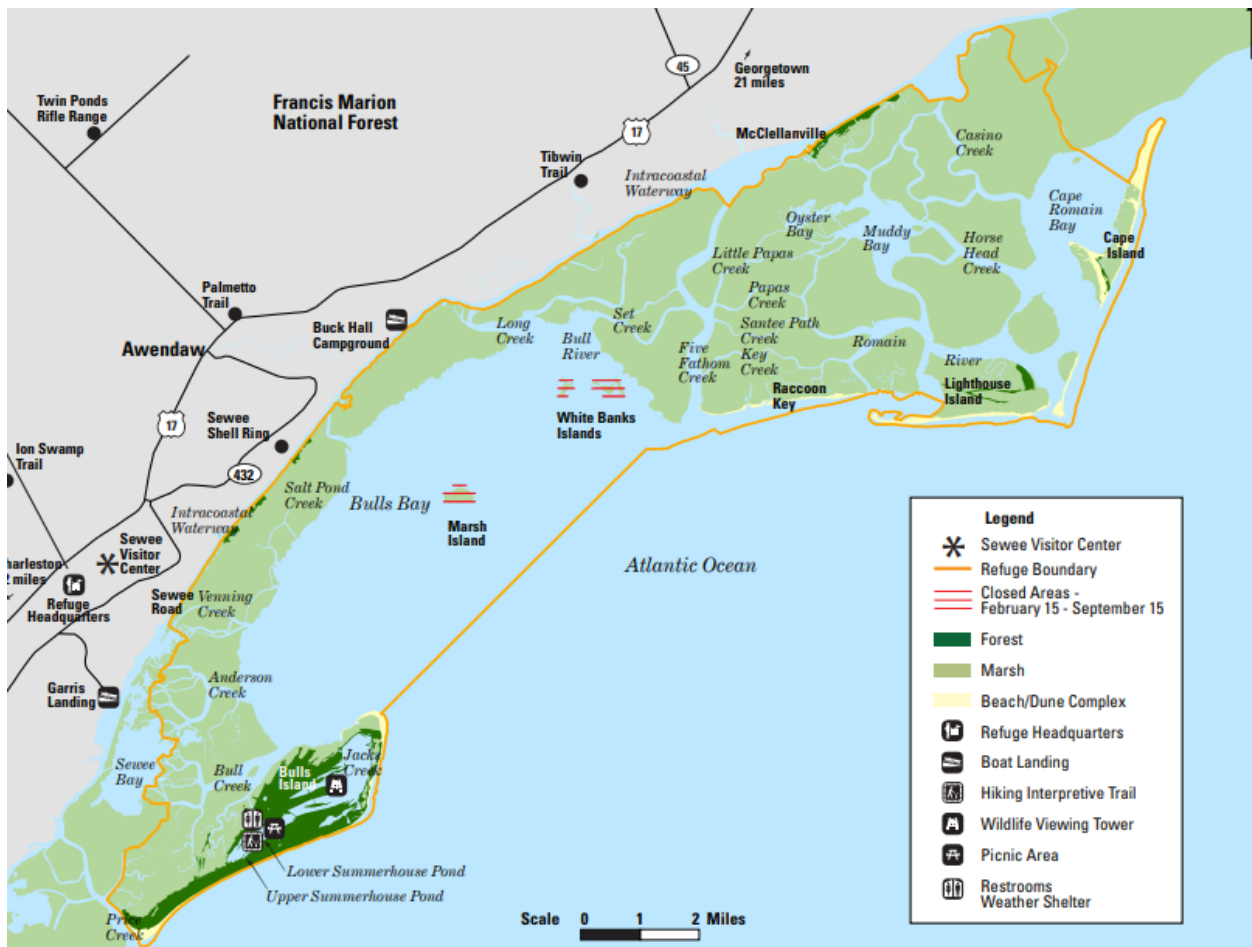 45
Georgetown
21 miles
Twin Ponds
Rifle Range
Francis Marion
National Forest
17
McClellanville
Casino
Creek
Tibwin
Trail
Intracoastal
Waterway
Cape
Romain
Bay
Oyster
Bay
Muddy
Bay
Horse
Head
Creek
Cape
Island
Little Papas
Creek
Palmetto
Trail
Papas
Creek
Buck Hall
Campground
Long
Creek
Set
Creek
Bull
River
Santee Path
Creek
Key
Creek
Romain
River
Awendaw
Five
Fathom
Creek
Raccoon
Key
Lighthouse
Island
17
Sewee
Shell Ring
White Banks
Islands
Ion Swamp
Trail
432
Salt Pond
Creek
Bulls Bay
Intracoastal
Waterway
Marsh
Island
Sewee
Visitor
Center
harleston
2 miles
Atlantic Ocean
Refuge
Headquarters
Sewee
Road
Venning
Creek
Garris
Landing
Anderson
Creek
Sewee
Bay
Bull
Creek
Bulls
Island
Jacks
Creek
Lower Summerhouse Pond
Upper Summerhouse Pond
Price
Creek
Scale 0 1 2 Miles
Legend
Sewee Visitor Center
Refuge Boundary
Closed Areas -
February 15 - September 15
Forest
Marsh
Beach/Dune Complex
Refuge Headquarters
Boat Landing
Hiking Interpretive Trail
Wildlife Viewing Tower
Picnic Area
Restrooms
Weather Shelter